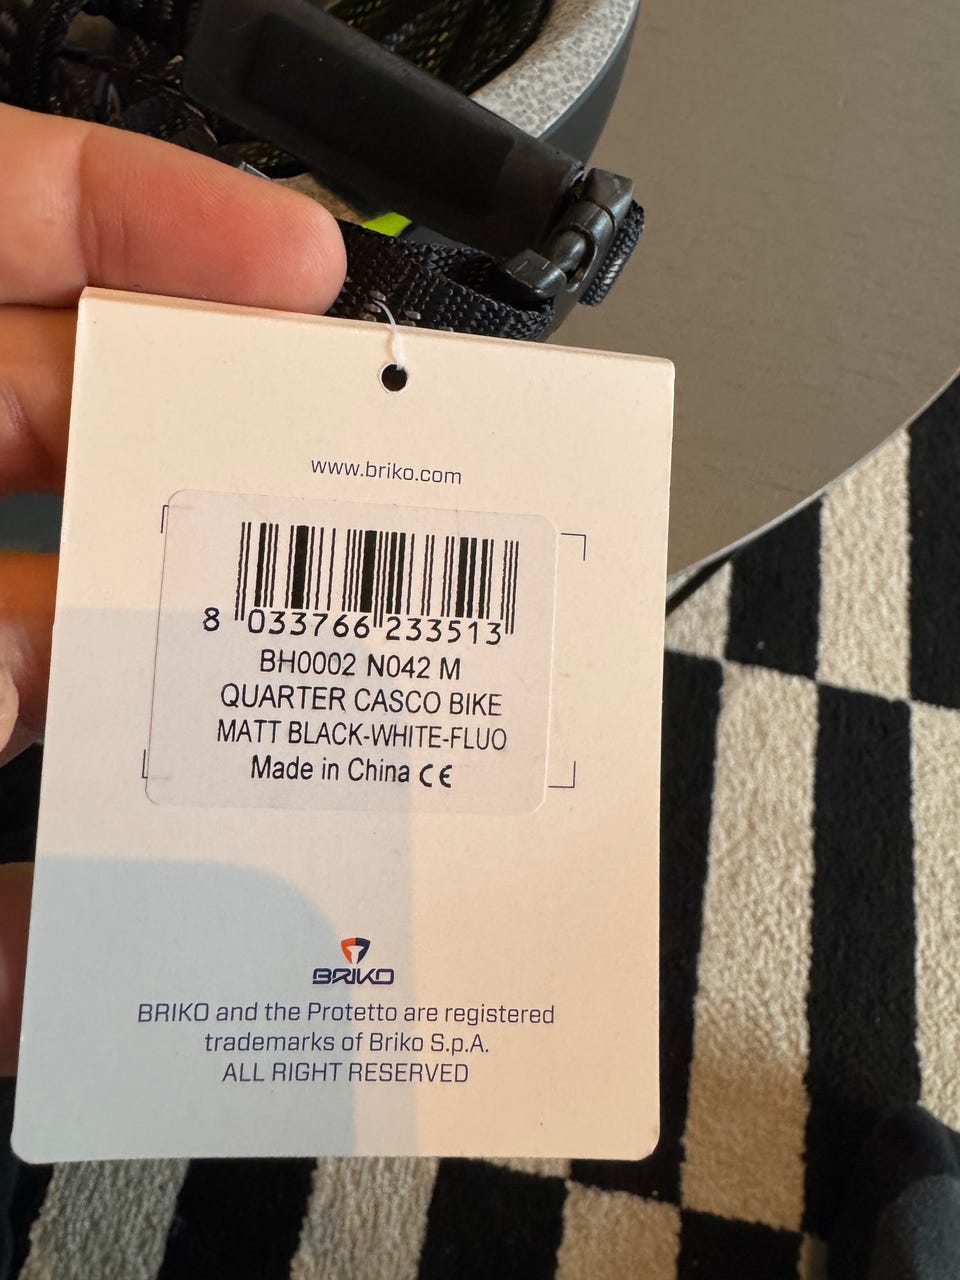 www.briko.com
8 033766 233513
BH0002 N042 M
QUARTER CASCO BIKE
MATT BLACK-WHITE-FLUO
Made in China CE
BRIKO
BRIKO and the Protetto are registered
trademarks of Briko S.p.A.
ALL RIGHT RESERVED